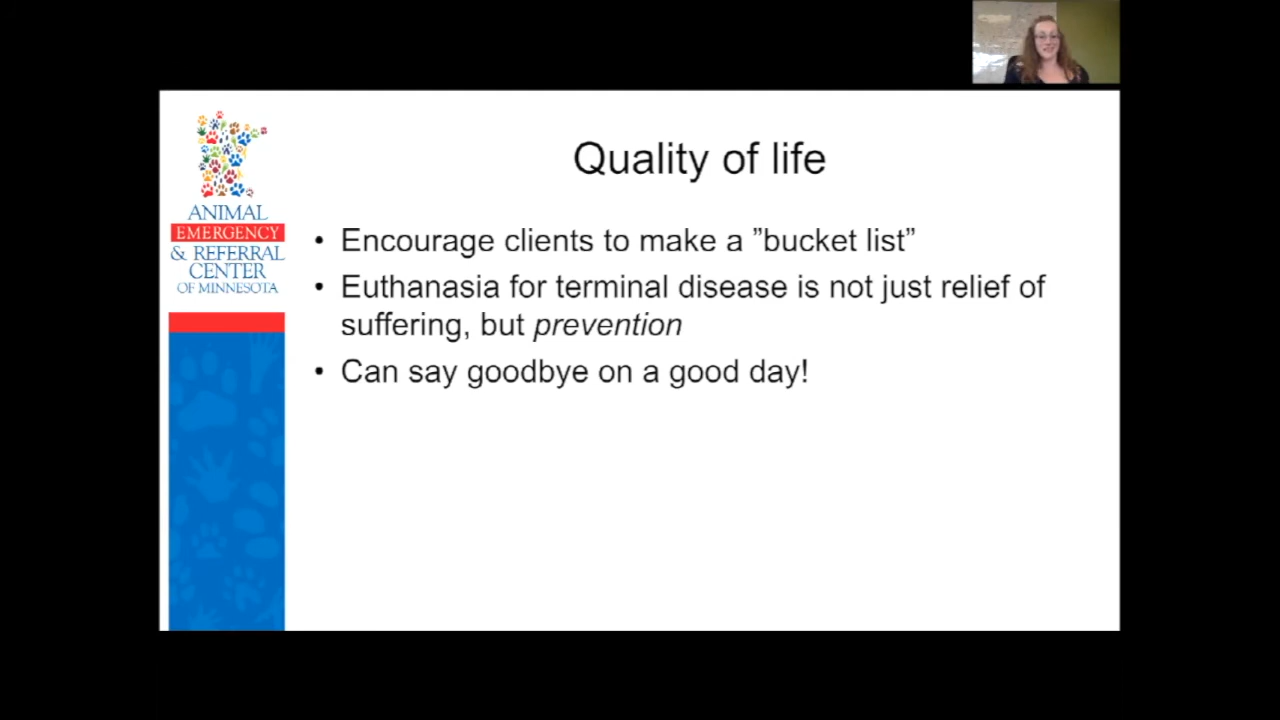 ANIMAL
EMERGENCY
& REFERRAL
CENTER
OF MINNESOTA
Quality of life
• Encourage clients to make a ”bucket list”
• Euthanasia for terminal disease is not just relief of
suffering, but prevention
• Can say goodbye on a good day!